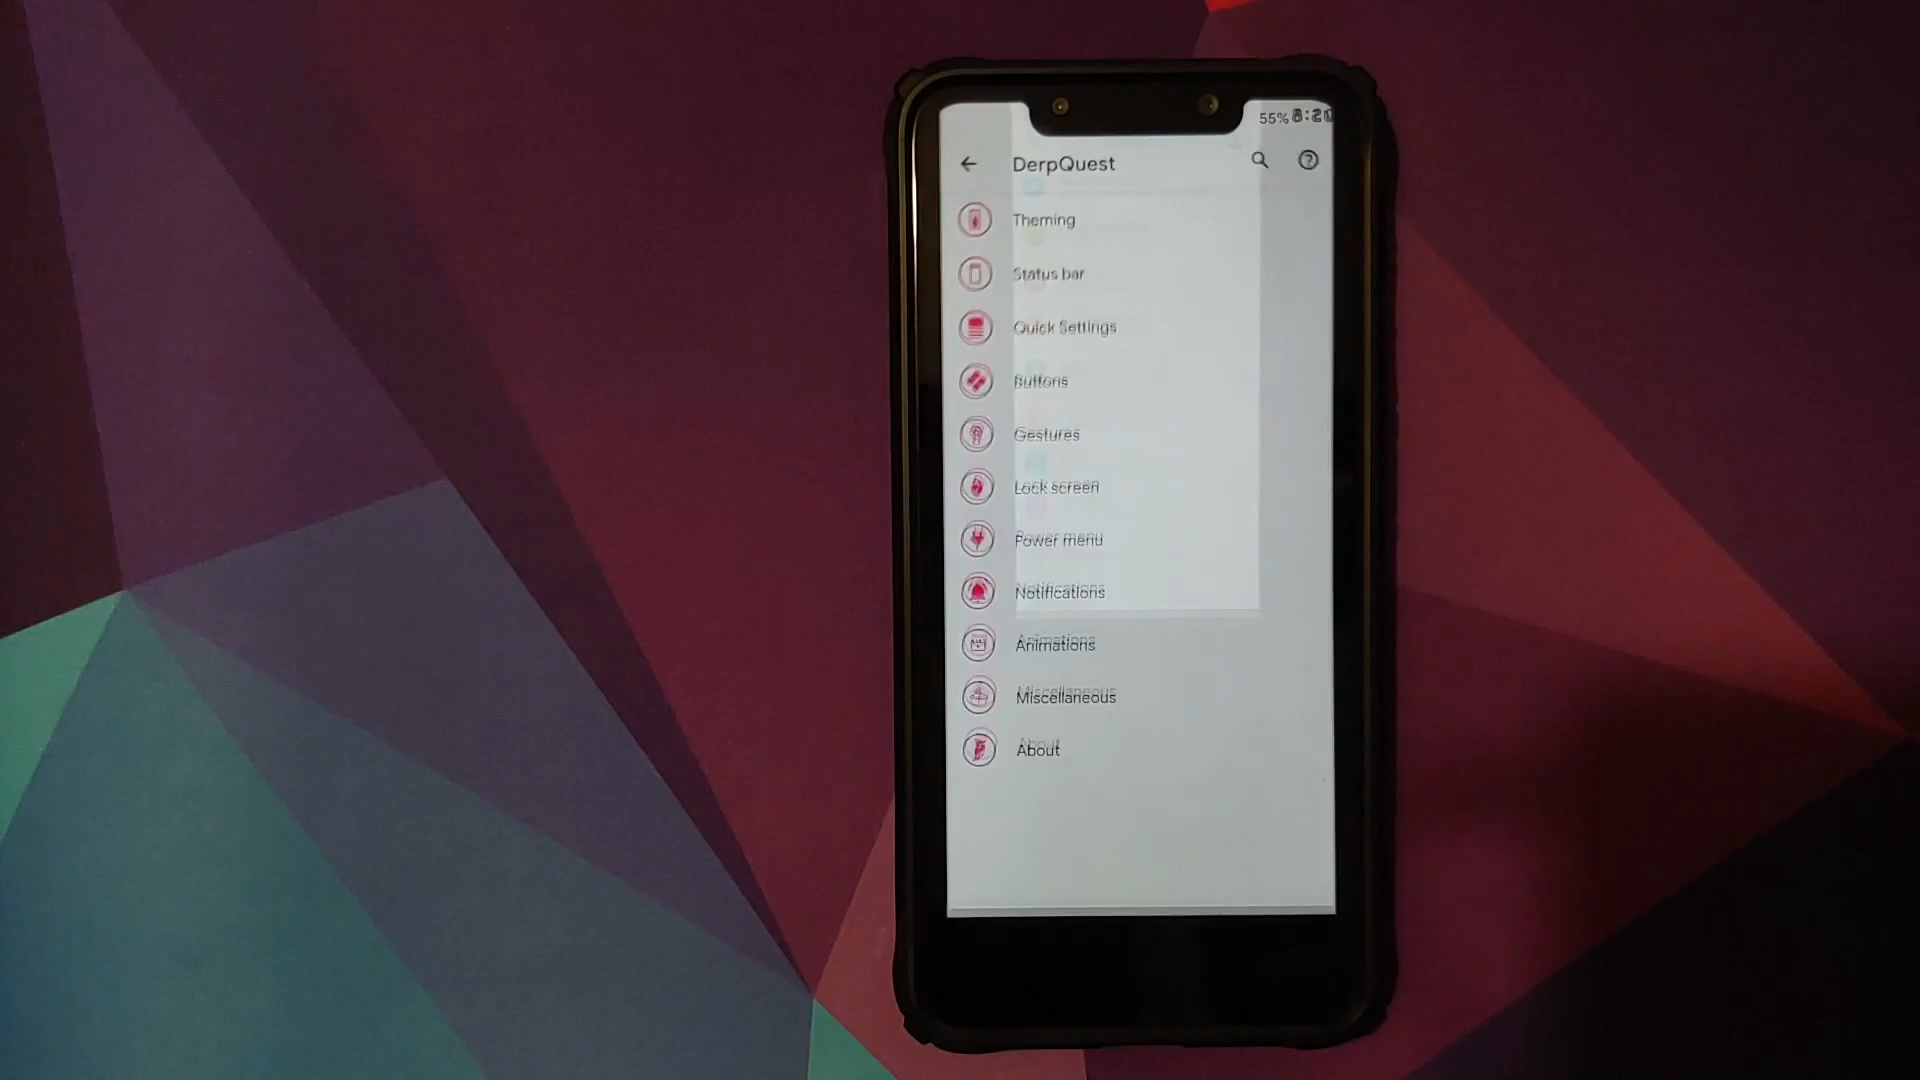 55% 8:20
DerpQuest
Theming
Status bar
Quick Settings
Buttons
Gestures
Lock screen
Power menu
Notifications
Animations
Miscellaneous
About